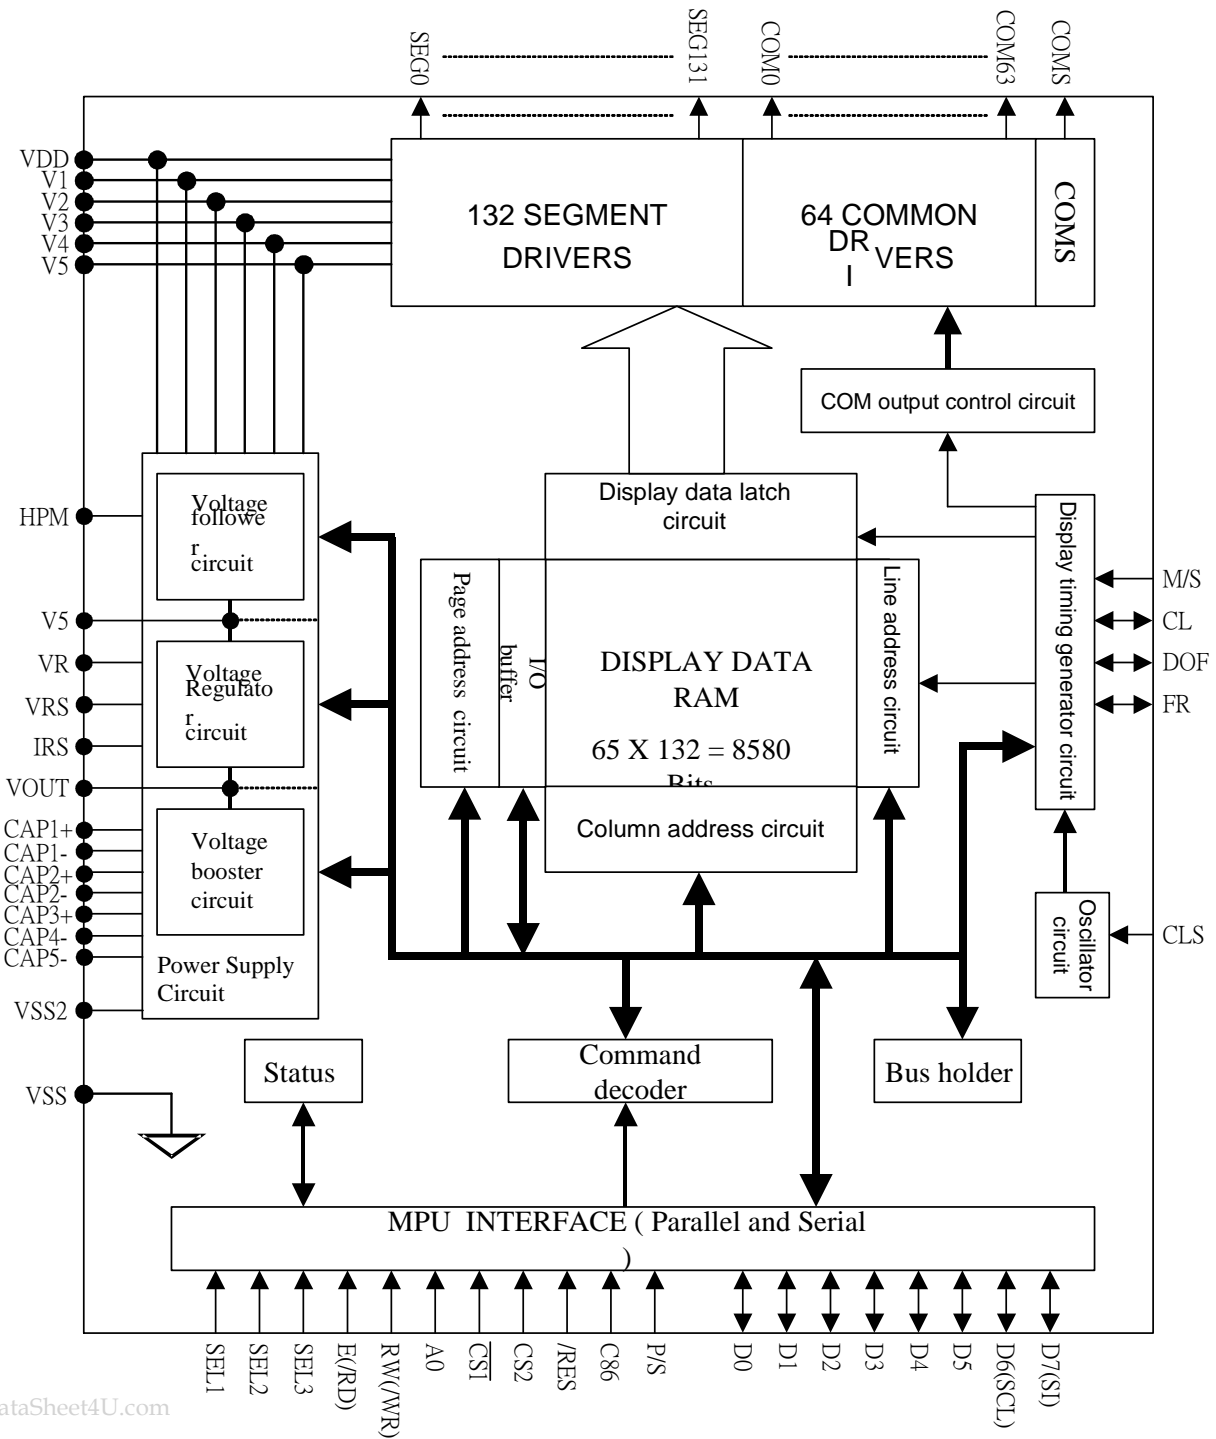 SEG0
SEG131
COM0
COM63
COMS
VDD
V1
V2
V3
V4
V5
132 SEGMENT
DRIVERS
64 COMMON
DR
I
VERS
COMS
COM output control circuit
Display data latch
circuit
Voltage
followe
r
circuit
HPM
V5
VR
VRS
IRS
VOUT
CAP1+
CAP1-
CAP2+
CAP2-
CAP3+
CAP4-
CAP5-
VSS2
VSS
Voltage
Regulato
r
circuit
Voltage
booster
circuit
Power Supply
Circuit
Page address circuit
I/O
buffer
DISPLAY DATA
RAM
65 X 132 = 8580
Bits
Line address circuit
Column address circuit
Display timing generator circuit
M/S
CL
DOF
FR
Oscillator
circuit
CLS
Status
Command
decoder
Bus holder
MPU INTERFACE ( Parallel and Serial
)
SEL1
SEL2
SEL3
E(/RD)
RW(/WR)
A0
CS1
CS2
/RES
C86
P/S
D0
D1
D2
D3
D4
D5
D6(SCL)
D7(SI)
ataSheet4U.com